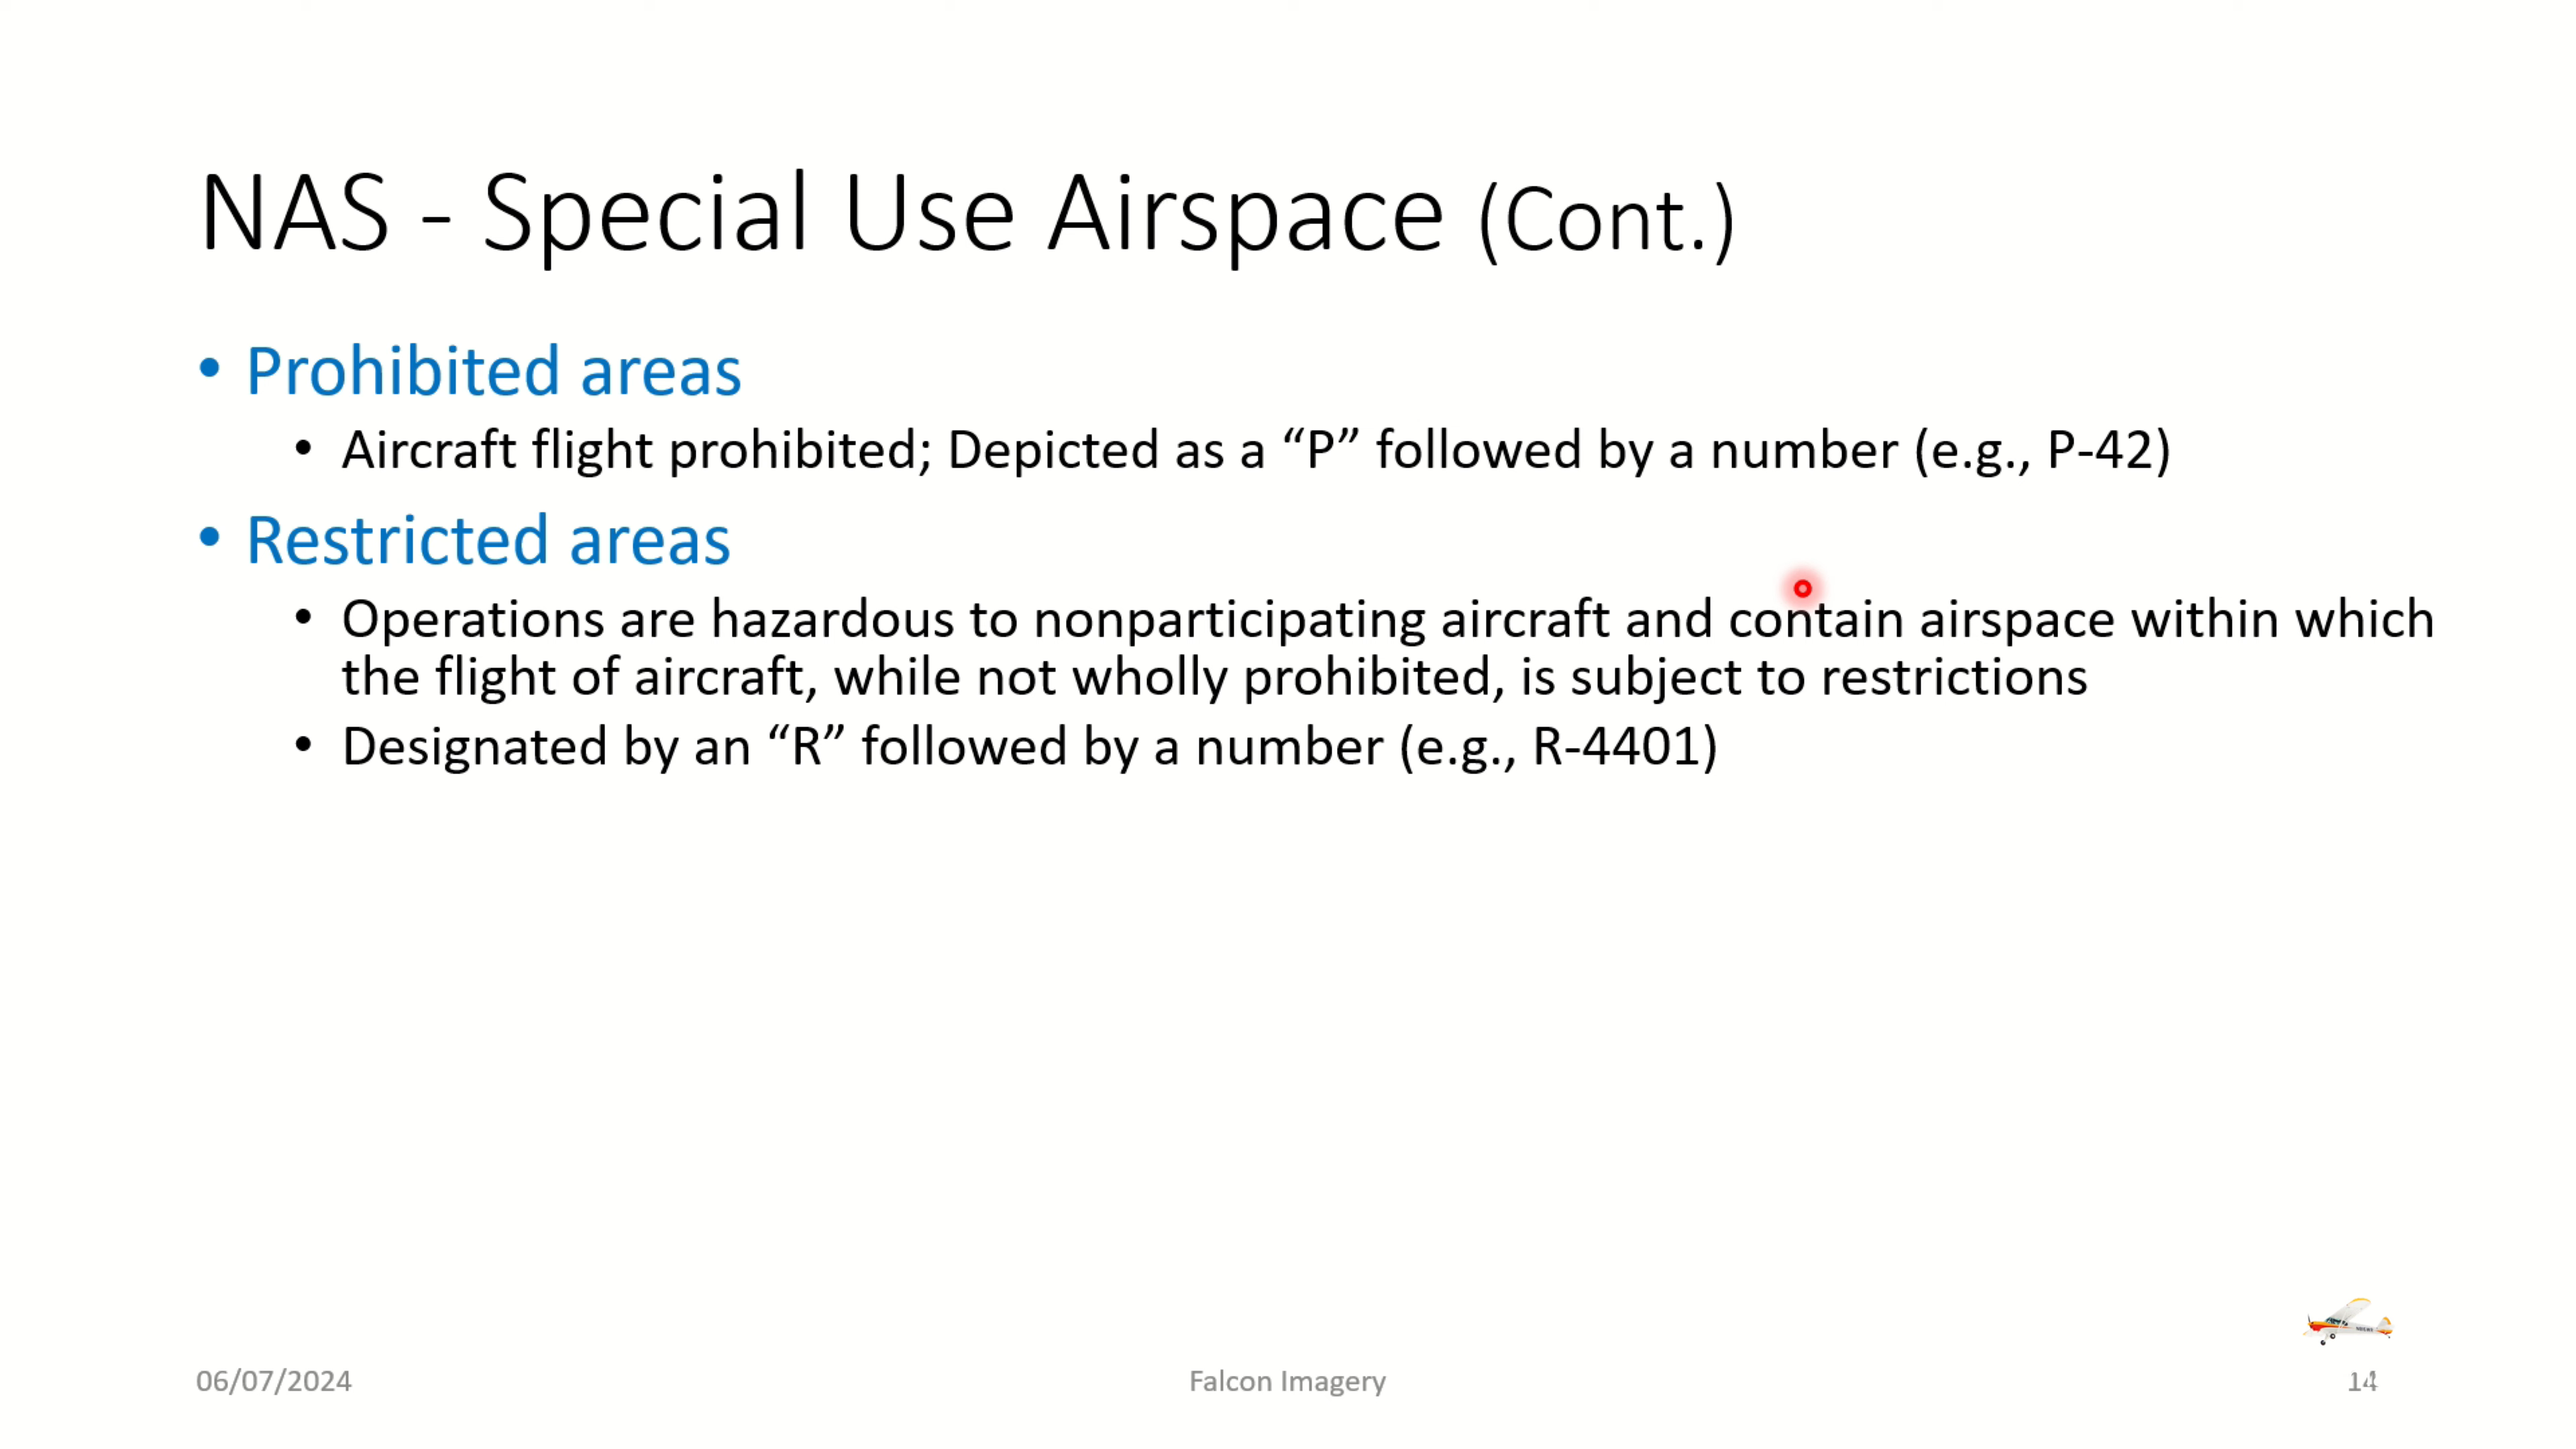 NAS - Special Use Airspace (Cont.)
• Prohibited areas
• Aircraft flight prohibited; Depicted as a “P” followed by a number (e.g., P-42)
• Restricted areas
• Operations are hazardous to nonparticipating aircraft and contain airspace within which
the flight of aircraft, while not wholly prohibited, is subject to restrictions
• Designated by an “R” followed by a number (e.g., R-4401)
06/07/2024
Falcon Imagery
14